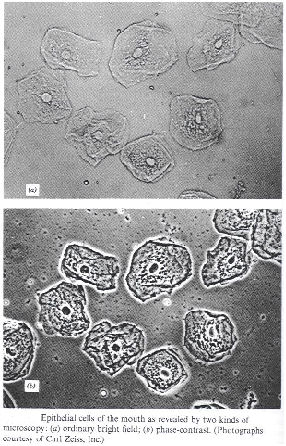 (a)
(b)
Epithelial cells of the mouth as revealed by two kinds of
microscopy: (a) ordinary bright field; (b) phase-contrast. (Photographs
courtesy of Carl Zeiss, Inc.)